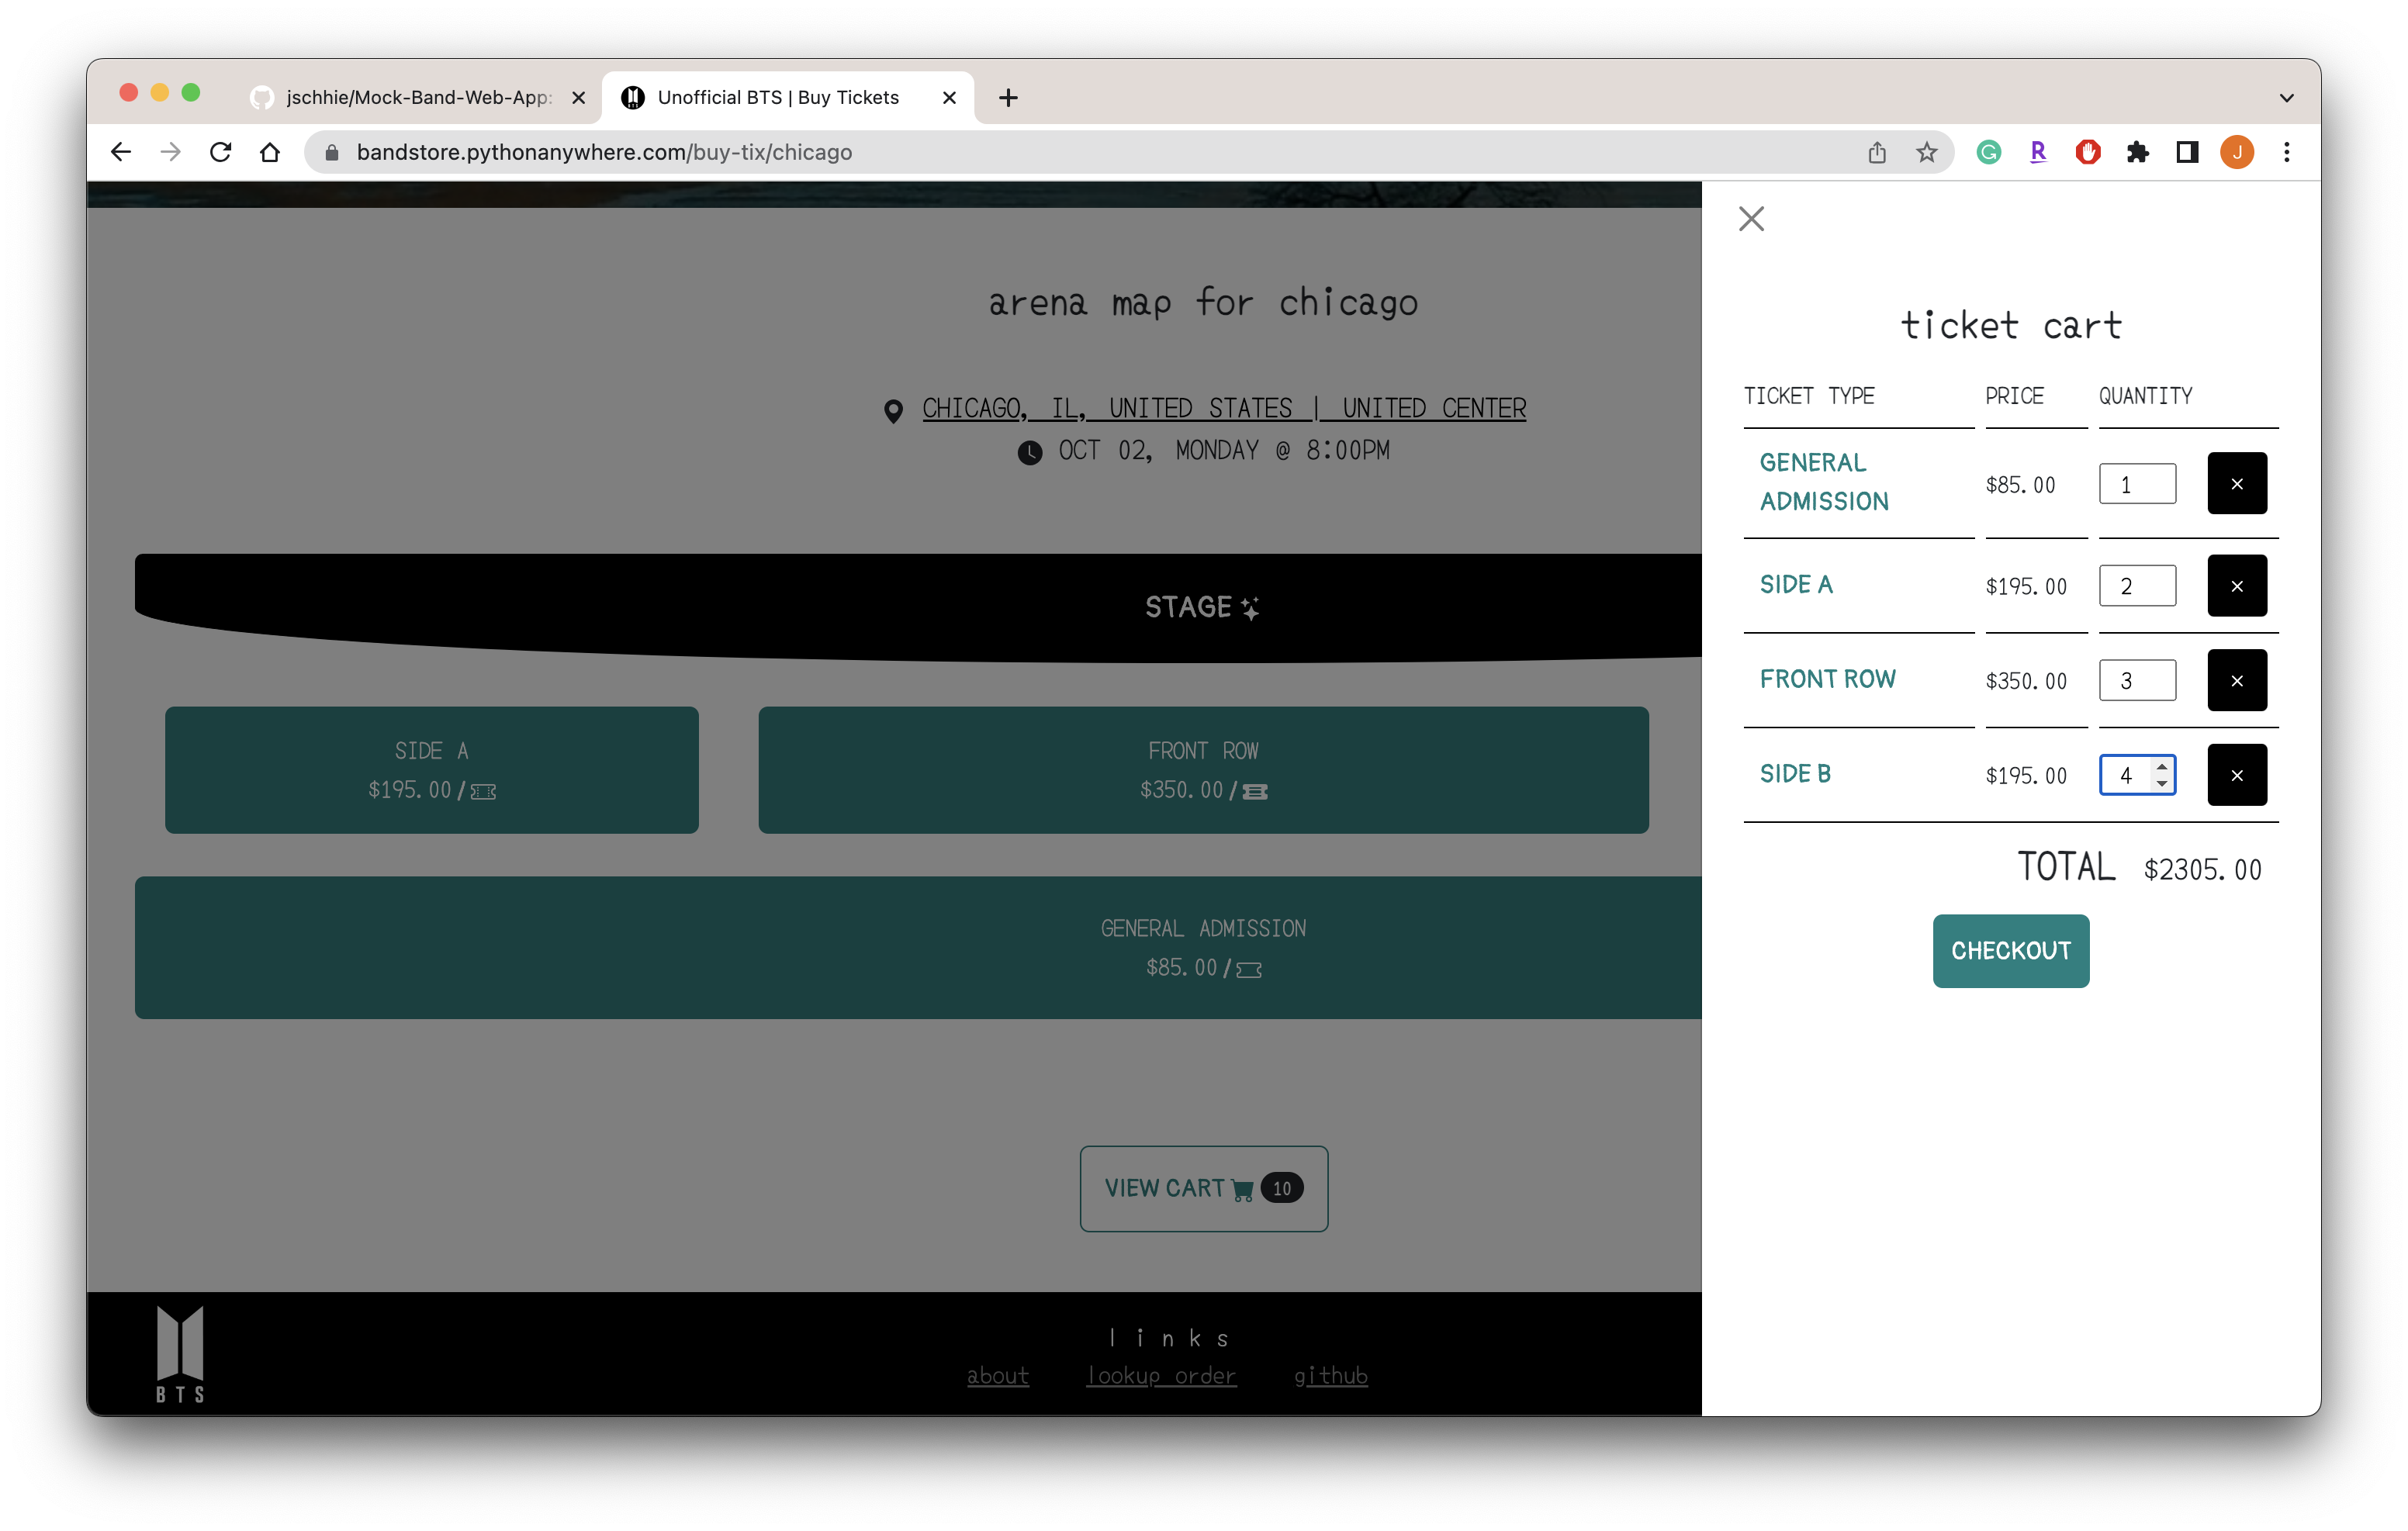 jschhie/Mock-Band-Web-App:
Unofficial BTS | Buy Tickets
bandstore.pythonanywhere.com/buy-tix/chicago
R
J
arena map for chicago
CHICAGO, IL, UNITED STATES | UNITED CENTER
OCT 02, MONDAY @ 8:00PM
STAGE
SIDE A
$195.00 /
FRONT ROW
$350.00 /
GENERAL ADMISSION
$85.00 /
VIEW CART 10
BTS
links
about lookup order github
ticket cart
TICKET TYPE PRICE QUANTITY
GENERAL
ADMISSION $85.00 1 ×
SIDE A $195.00 2 ×
FRONT ROW $350.00 3 ×
SIDE B $195.00 4 ×
TOTAL $2305.00
CHECKOUT